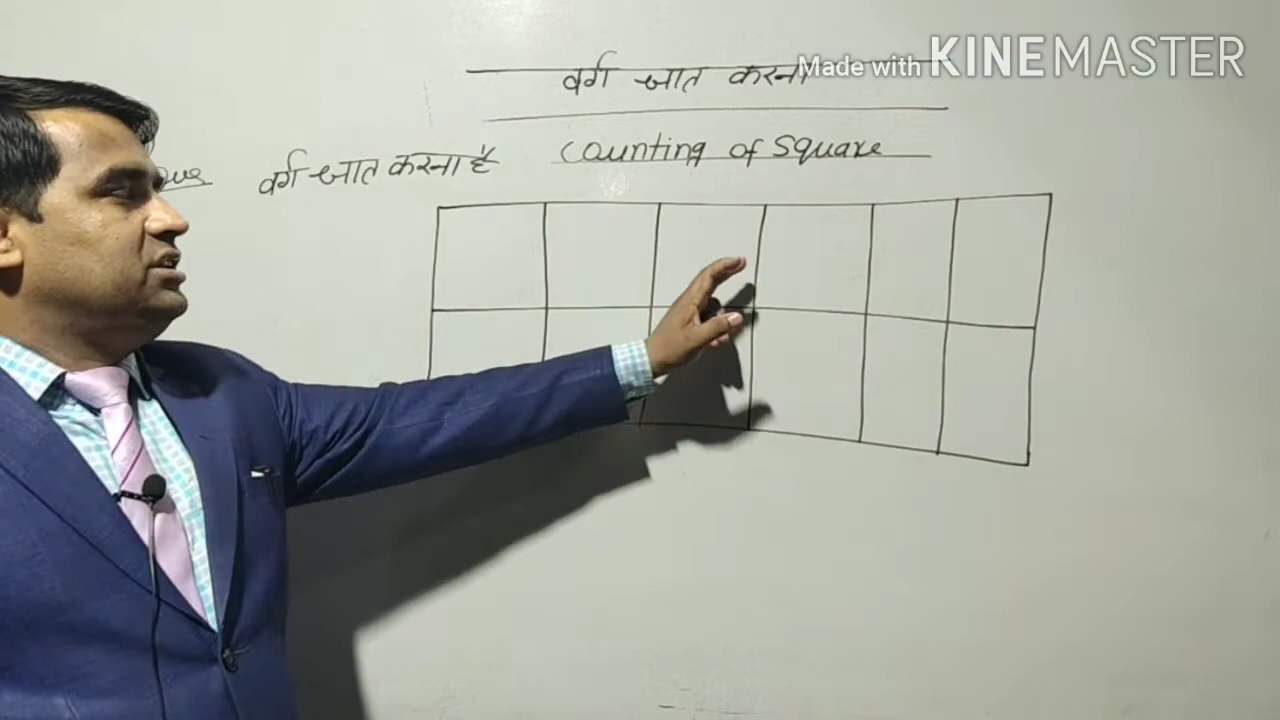 Made with KINEMASTER
वर्ग ज्ञात करना
Counting of Square
वर्ग ज्ञात करना है